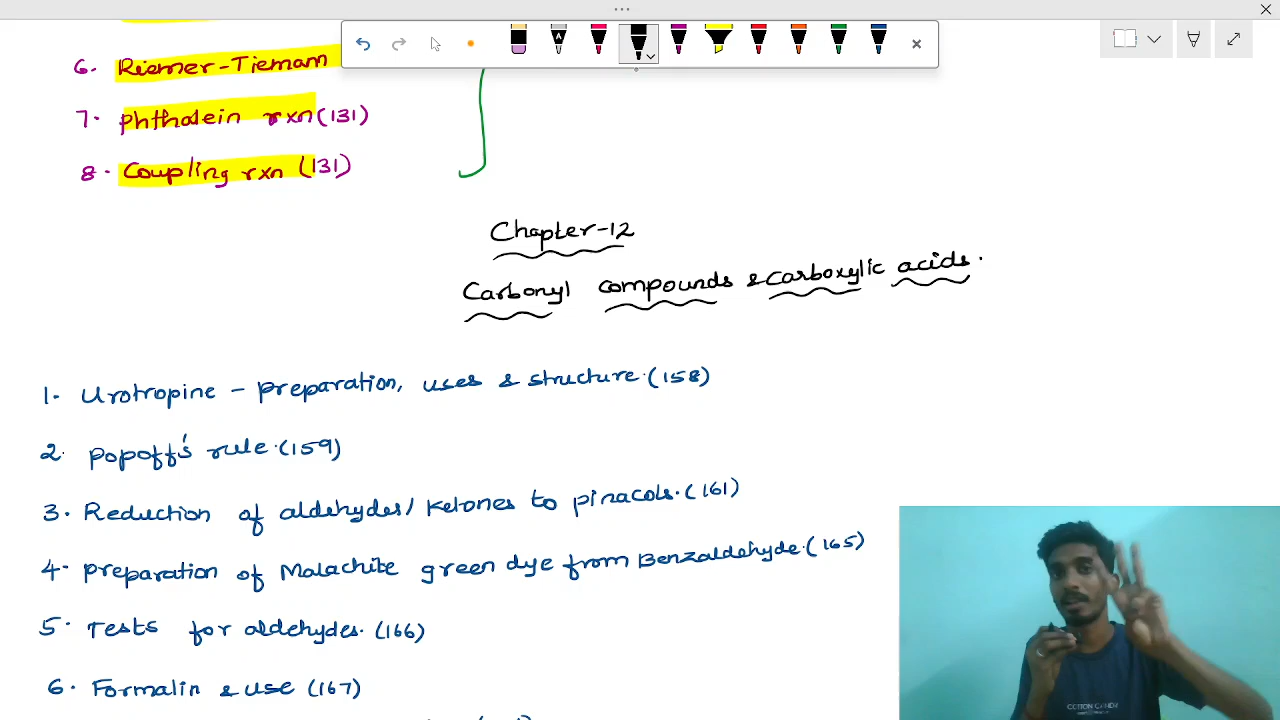 6. Riemer-Tiemann
7. phthalein rxn (131)
8. Coupling rxn (131)
Chapter-12
Carbonyl compounds & carboxylic acids.
1. Urotropine - preparation, uses & structure. (158)
2. popoff's rule. (159)
3. Reduction of aldehydes/ketones to pinacols. (161)
4. preparation of Malachite green dye from Benzaldehyde. (165)
5. Tests for aldehydes. (166)
6. Formalin & use (167)
COTTON CANDY